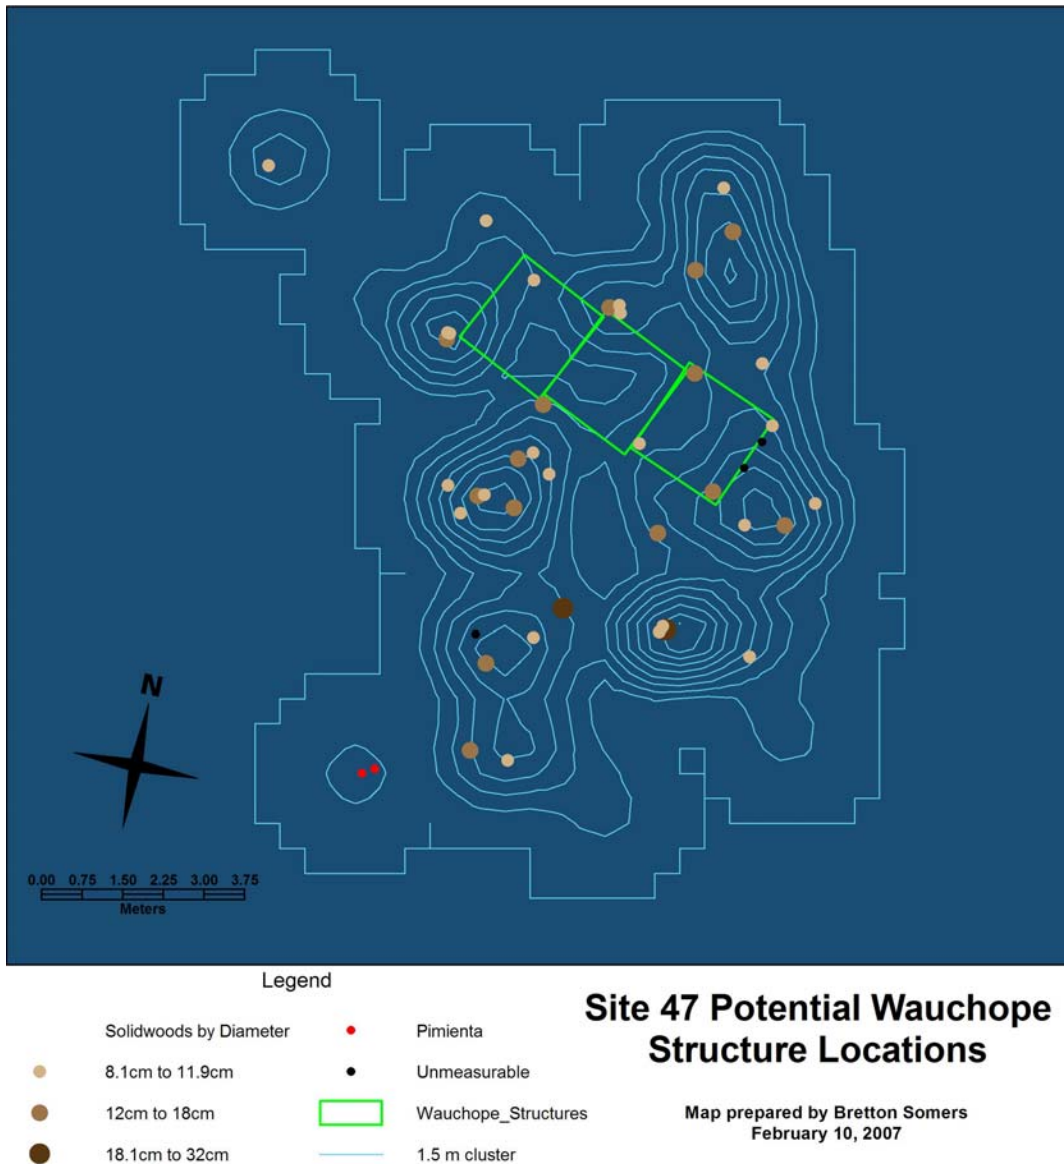 N
0.00 0.75 1.50 2.25 3.00 3.75
Meters
Legend
Solidwoods by Diameter
8.1cm to 11.9cm
12cm to 18cm
18.1cm to 32cm
Pimienta
Unmeasurable
Wauchope_Structures
1.5 m cluster
Site 47 Potential Wauchope
Structure Locations
Map prepared by Bretton Somers
February 10, 2007